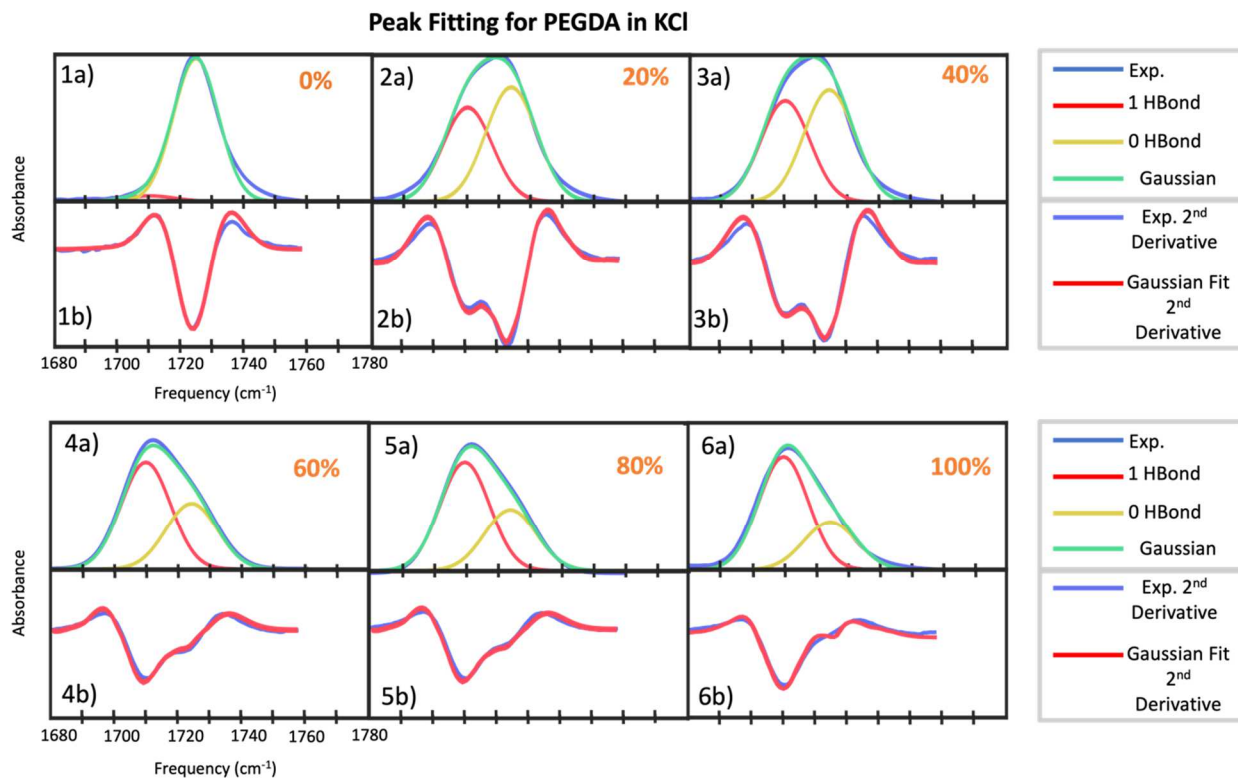 Peak Fitting for PEGDA in KCl
1a)
0%
2a)
20%
3a)
40%
Absorbance
1b)
2b)
3b)
1680 1700 1720 1740 1760 1780
Frequency (cm-1)
Exp.
1 HBond
0 HBond
Gaussian
Exp. 2nd
Derivative
Gaussian Fit
2nd
Derivative
4a)
60%
5a)
80%
6a)
100%
Absorbance
4b)
5b)
6b)
1680 1700 1720 1740 1760 1780
Frequency (cm-1)
Exp.
1 HBond
0 HBond
Gaussian
Exp. 2nd
Derivative
Gaussian Fit
2nd
Derivative